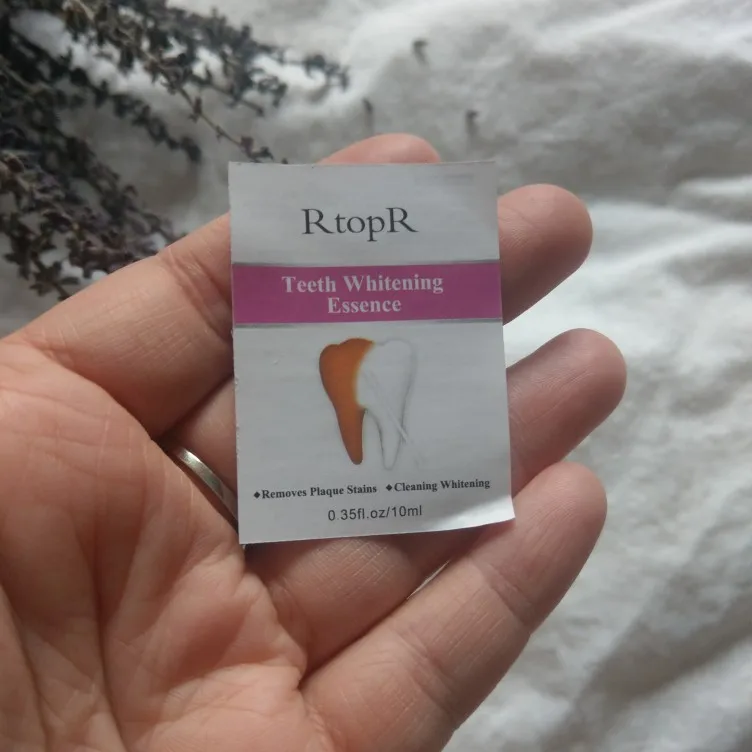 RtopR
Teeth Whitening
Essence
◆Removes Plaque Stains ◆Cleaning Whitening
0.35fl.oz/10ml